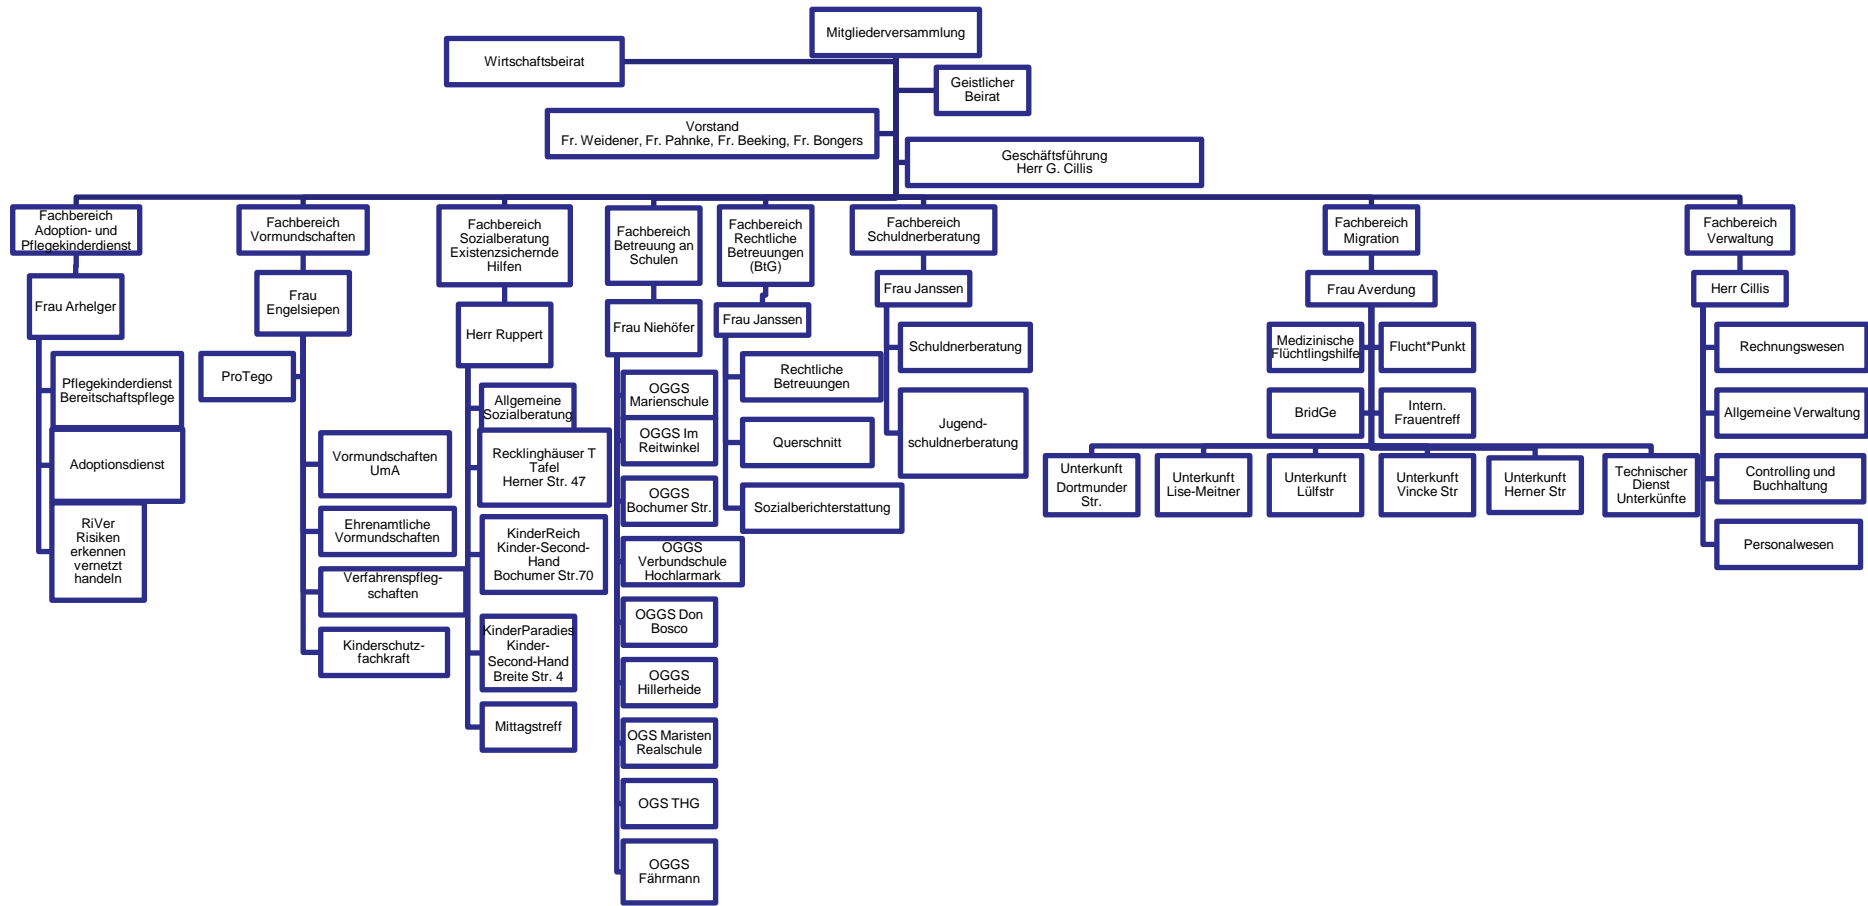 Mitgliederversammlung
Wirtschaftsbeirat
Geistlicher
Beirat
Vorstand
Fr. Weidener, Fr. Pahnke, Fr. Beeking, Fr. Bongers
Geschäftsführung
Herr G. Cillis
Fachbereich
Adoption- und
Pflegekinderdienst
Frau Arhelger
Pflegekinderdienst
Bereitschaftspflege
Adoptionsdienst
RiVer
Risiken
erkennen
vernetzt
handeln
Fachbereich
Vormundschaften
Frau
Engelsiepen
ProTego
Vormundschaften
UmA
Ehrenamtliche
Vormundschaften
Verfahrenspfleg-
schaften
Kinderschutz-
fachkraft
Fachbereich
Sozialberatung
Existenzsichernde
Hilfen
Herr Ruppert
Allgemeine
Sozialberatung
Recklinghäuser T
Tafel
Herner Str. 47
KinderReich
Kinder-Second-
Hand
Bochumer Str.70
KinderParadies
Kinder-
Second-Hand
Breite Str. 4
Mittagstreff
Fachbereich
Betreuung an
Schulen
Frau Niehöfer
OGGS
Marienschule
OGGS Im
Reitwinkel
OGGS
Bochumer Str.
OGGS
Verbundschule
Hochlarmark
OGGS Don
Bosco
OGGS
Hillerheide
OGS Maristen
Realschule
OGS THG
OGGS
Fährmann
Fachbereich
Rechtliche
Betreuungen
(BtG)
Frau Janssen
Rechtliche
Betreuungen
Querschnitt
Sozialberichterstattung
Fachbereich
Schuldnerberatung
Frau Janssen
Schuldnerberatung
Jugend-
schuldnerberatung
Fachbereich
Migration
Frau Averdung
Medizinische
Flüchtlingshilfe
Flucht*Punkt
BridGe
Intern.
Frauentreff
Unterkunft
Dortmunder
Str.
Unterkunft
Lise-Meitner
Unterkunft
Lülfstr
Unterkunft
Vincke Str
Unterkunft
Herner Str
Technischer
Dienst
Unterkünfte
Fachbereich
Verwaltung
Herr Cillis
Rechnungswesen
Allgemeine Verwaltung
Controlling und
Buchhaltung
Personalwesen